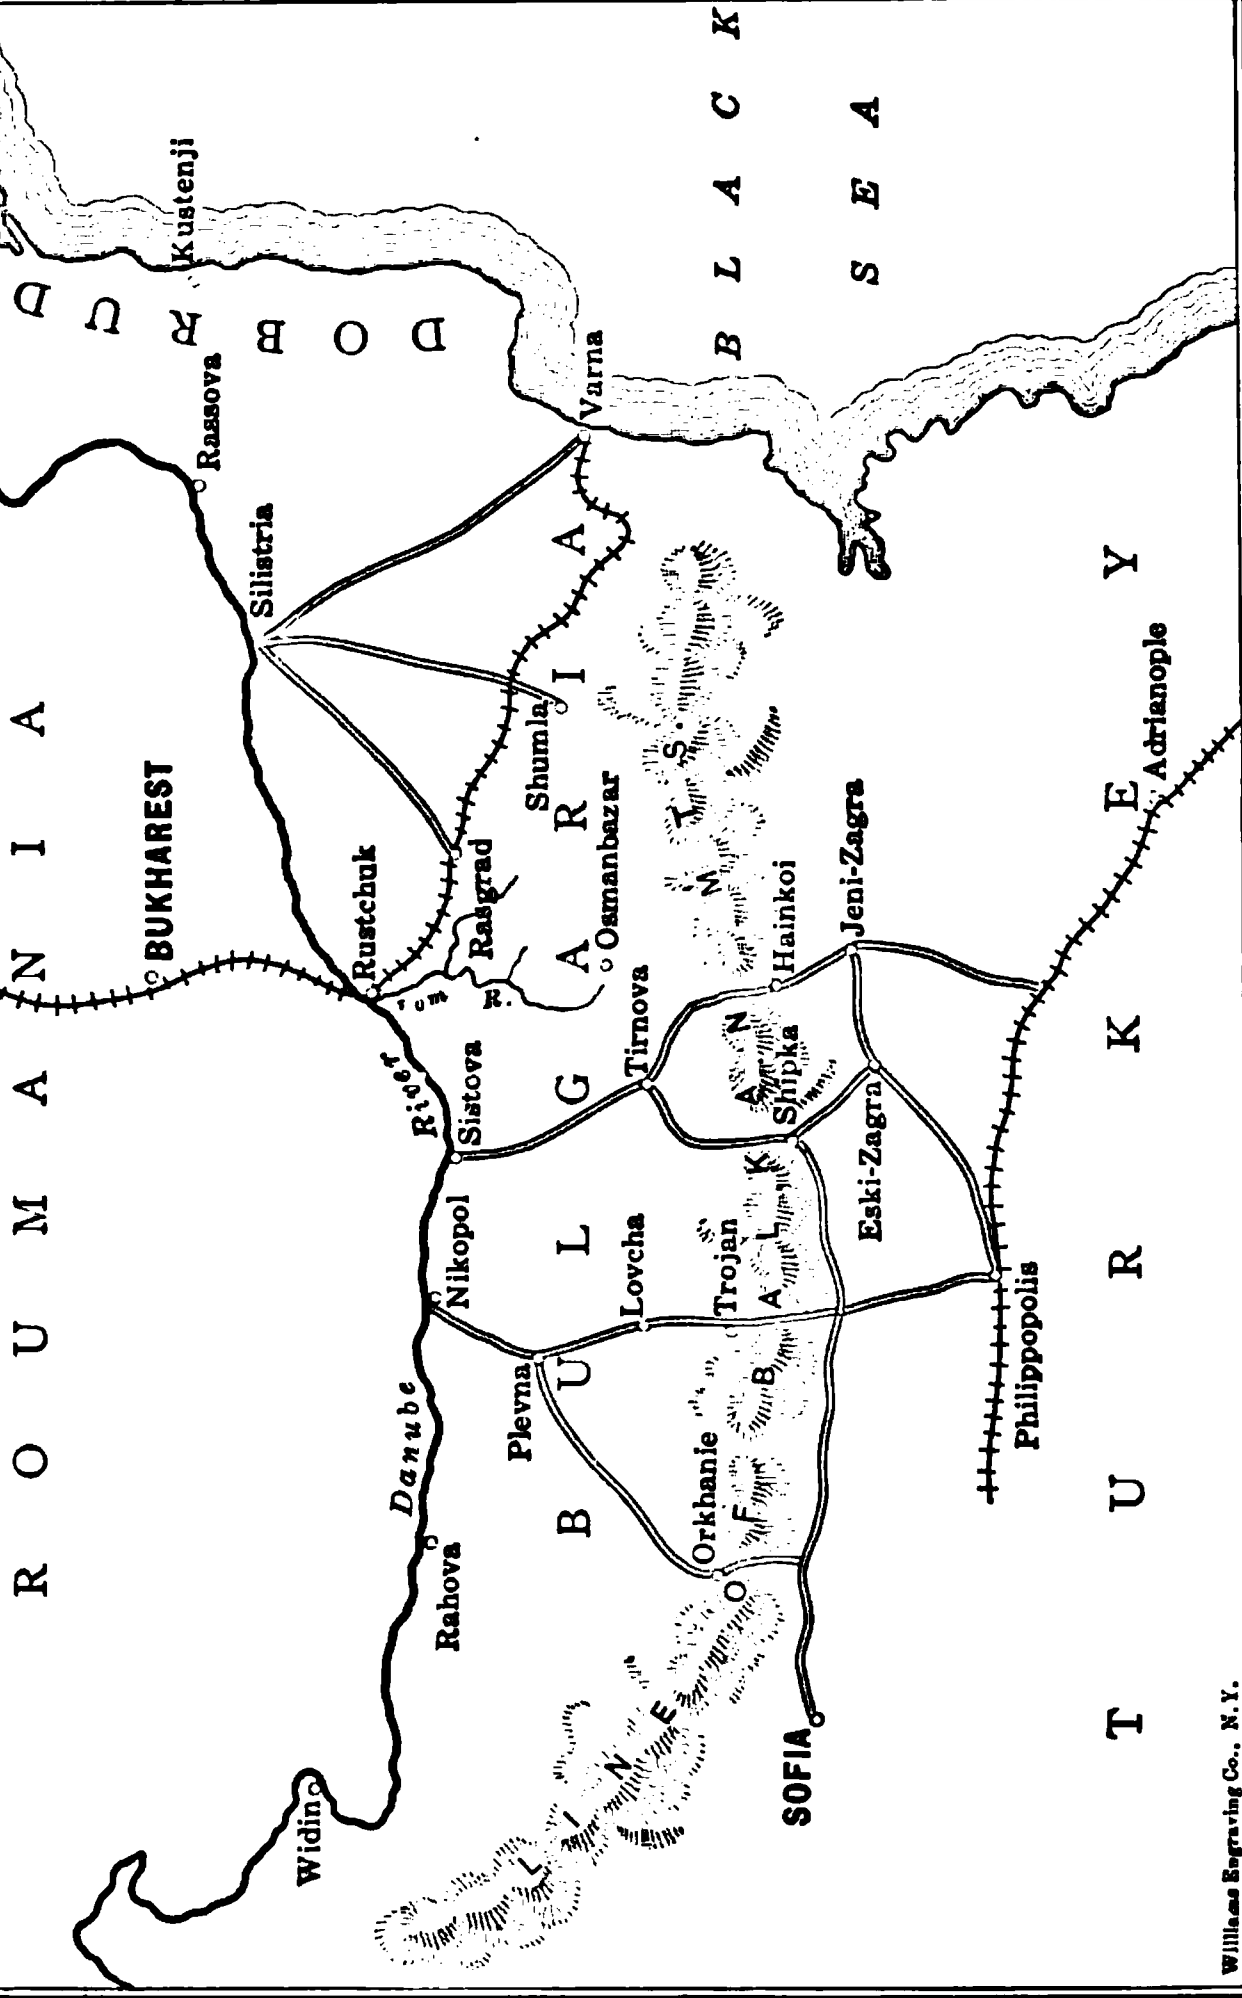 ROUMANIA
BUKHAREST
DOBRUD
Kustenji
Rassova
Silistria
Widin
Rahova
Danube
River
Nikopol
Sistova
Rustchuk
Rasgrad
Lom
R.
Shumla
Osmanbazar
Varna
BLACK
SEA
BULGARIA
Plevna
Lovcha
Tirnova
Orkhanie
Trojan
Shipka
Hainkoi
LINE OF BALKAN MTS.
SOFIA
Eski-Zagra
Jeni-Zagra
Philippopolis
Adrianople
TURKEY
Williams Engraving Co., N.Y.